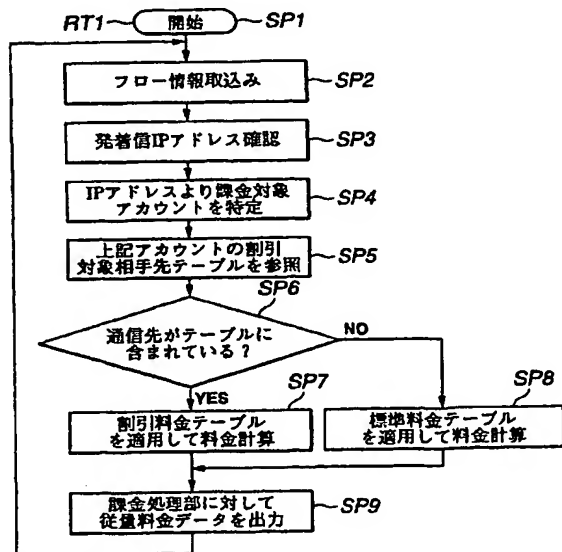 RT1
開始
SP1
フロー情報取込み
SP2
発着信IPアドレス確認
SP3
IPアドレスより課金対象
アカウントを特定
SP4
上記アカウントの割引
対象相手先テーブルを参照
SP5
SP6
通信先がテーブルに
含まれている？
NO
YES
SP7
割引料金テーブル
を適用して料金計算
SP8
標準料金テーブル
を適用して料金計算
課金処理部に対して
従量料金データを出力
SP9